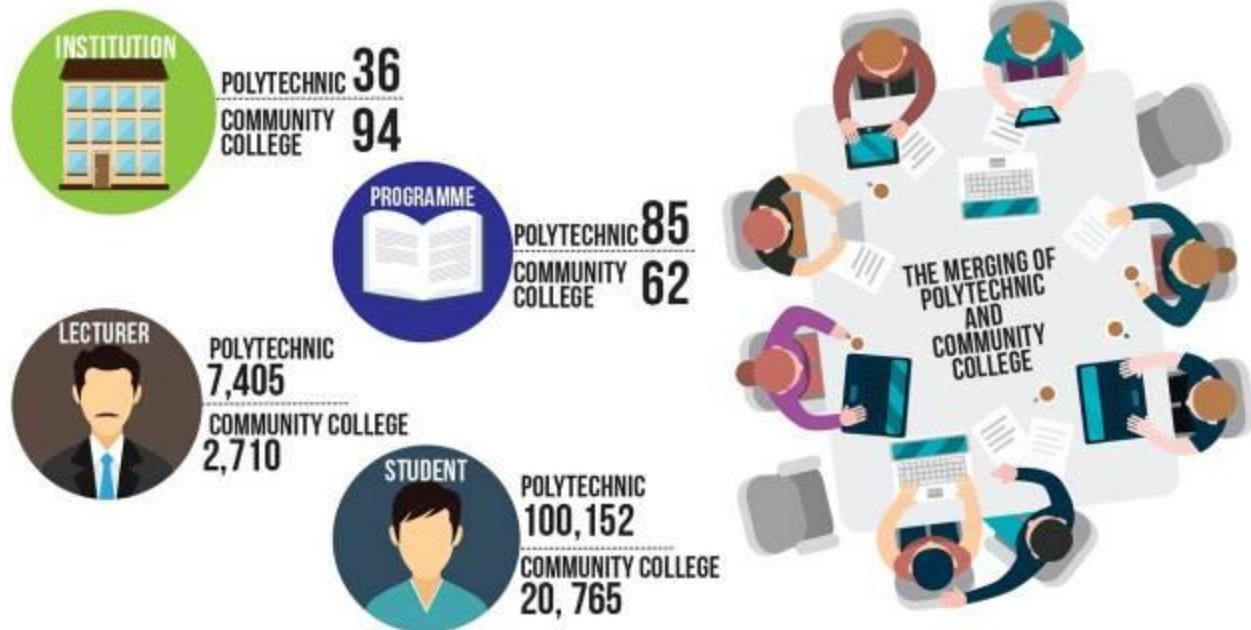 INSTITUTION
POLYTECHNIC 36
COMMUNITY COLLEGE 94
PROGRAMME
POLYTECHNIC 85
COMMUNITY COLLEGE 62
LECTURER
POLYTECHNIC
7,405
COMMUNITY COLLEGE
2,710
STUDENT
POLYTECHNIC
100,152
COMMUNITY COLLEGE
20, 765
THE MERGING OF
POLYTECHNIC
AND
COMMUNITY
COLLEGE